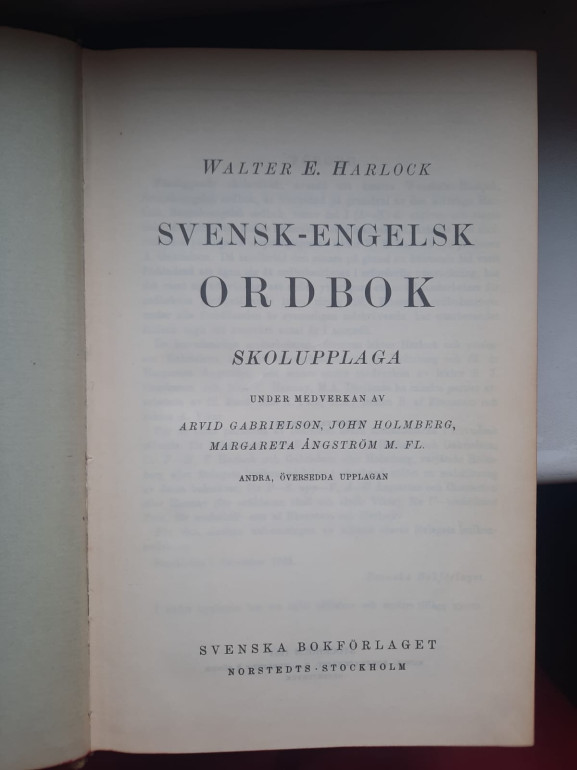 WALTER E. HARLOCK
SVENSK-ENGELSK
ORDBOK
SKOLUPPLAGA
UNDER MEDVERKAN AV
ARVID GABRIELSON, JOHN HOLMBERG,
MARGARETA ÅNGSTRÖM M. FL.
ANDRA, ÖVERSEDDA UPPLAGAN
SVENSKA BOKFÖRLAGET
NORSTEDTS · STOCKHOLM